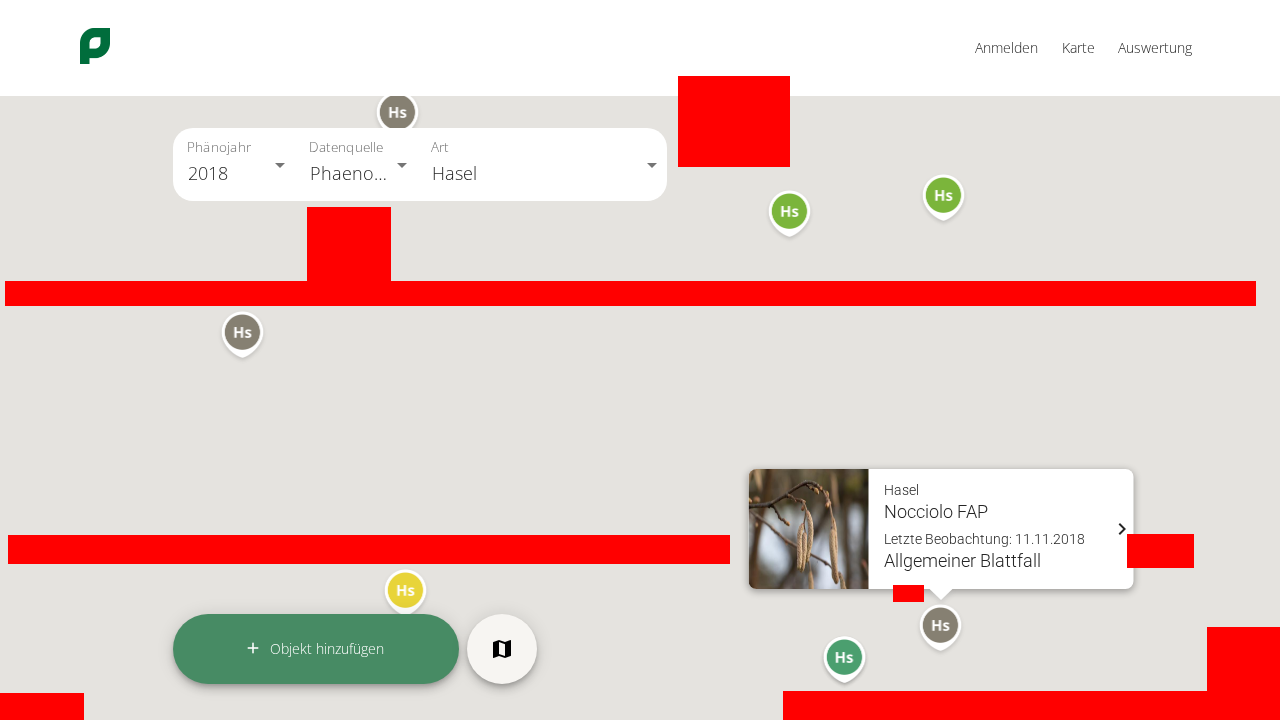 Anmelden Karte Auswertung
Hs
Phänojahr Datenquelle Art
2018 Phaeno... Hasel
Hs
Hs
Hs
Hasel
Nocciolo FAP
Letzte Beobachtung: 11.11.2018
Allgemeiner Blattfall
Hs
Hs
+ Objekt hinzufügen
Hs